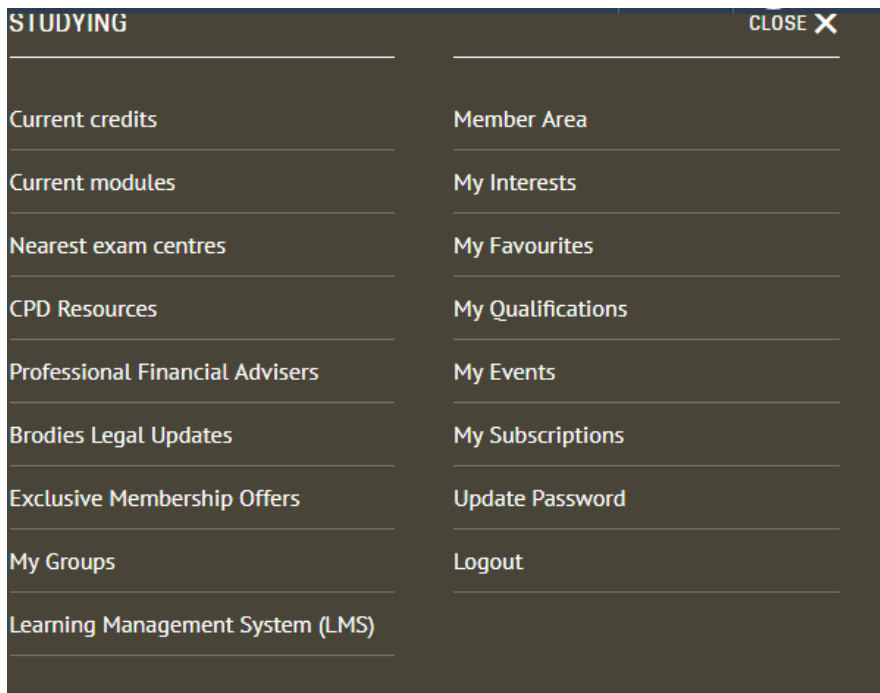 STUDYING
CLOSE X
Current credits
Current modules
Nearest exam centres
CPD Resources
Professional Financial Advisers
Brodies Legal Updates
Exclusive Membership Offers
My Groups
Learning Management System (LMS)
Member Area
My Interests
My Favourites
My Qualifications
My Events
My Subscriptions
Update Password
Logout